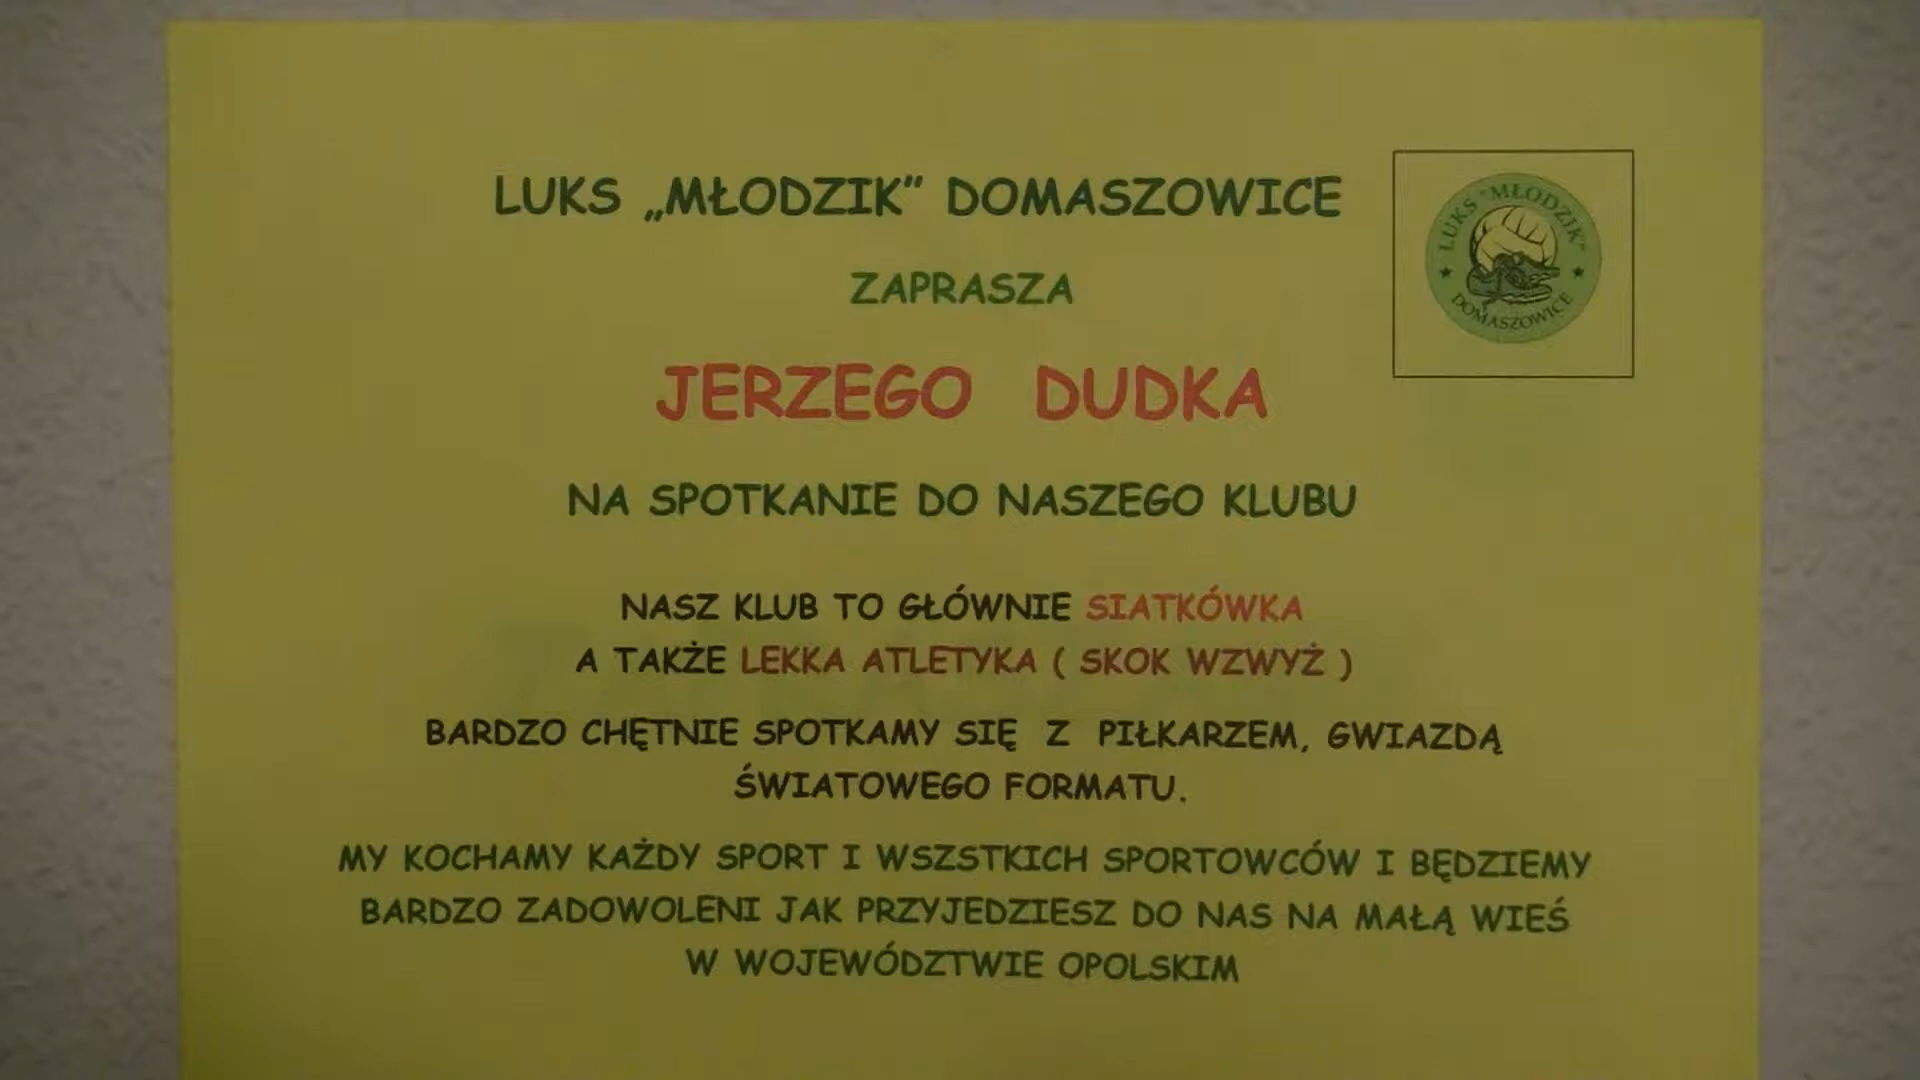 LUKS „MŁODZIK” DOMASZOWICE
LUKS "MŁODZIK"
DOMASZOWICE
ZAPRASZA
JERZEGO DUDKA
NA SPOTKANIE DO NASZEGO KLUBU
NASZ KLUB TO GŁÓWNIE SIATKÓWKA
A TAKŻE LEKKA ATLETYKA ( SKOK WZWYŻ )
BARDZO CHĘTNIE SPOTKAMY SIĘ Z PIŁKARZEM, GWIAZDĄ
ŚWIATOWEGO FORMATU.
MY KOCHAMY KAŻDY SPORT I WSZSTKICH SPORTOWCÓW I BĘDZIEMY
BARDZO ZADOWOLENI JAK PRZYJEDZIESZ DO NAS NA MAŁĄ WIEŚ
W WOJEWÓDZTWIE OPOLSKIM